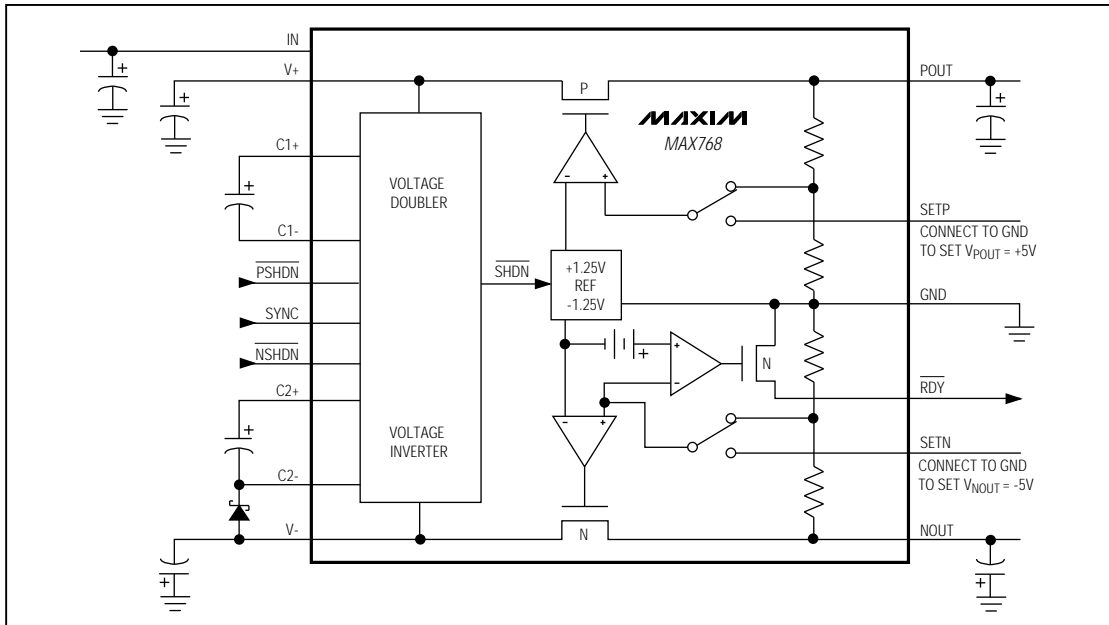 IN
V+
POUT
P
MAXIM
MAX768
C1+
VOLTAGE
DOUBLER
SETP
CONNECT TO GND
TO SET VPOUT = +5V
C1-
PSHDN
SHDN
+1.25V
REF
-1.25V
GND
SYNC
NSHDN
N
RDY
C2+
VOLTAGE
INVERTER
SETN
CONNECT TO GND
TO SET VNOUT = -5V
C2-
V-
N
NOUT